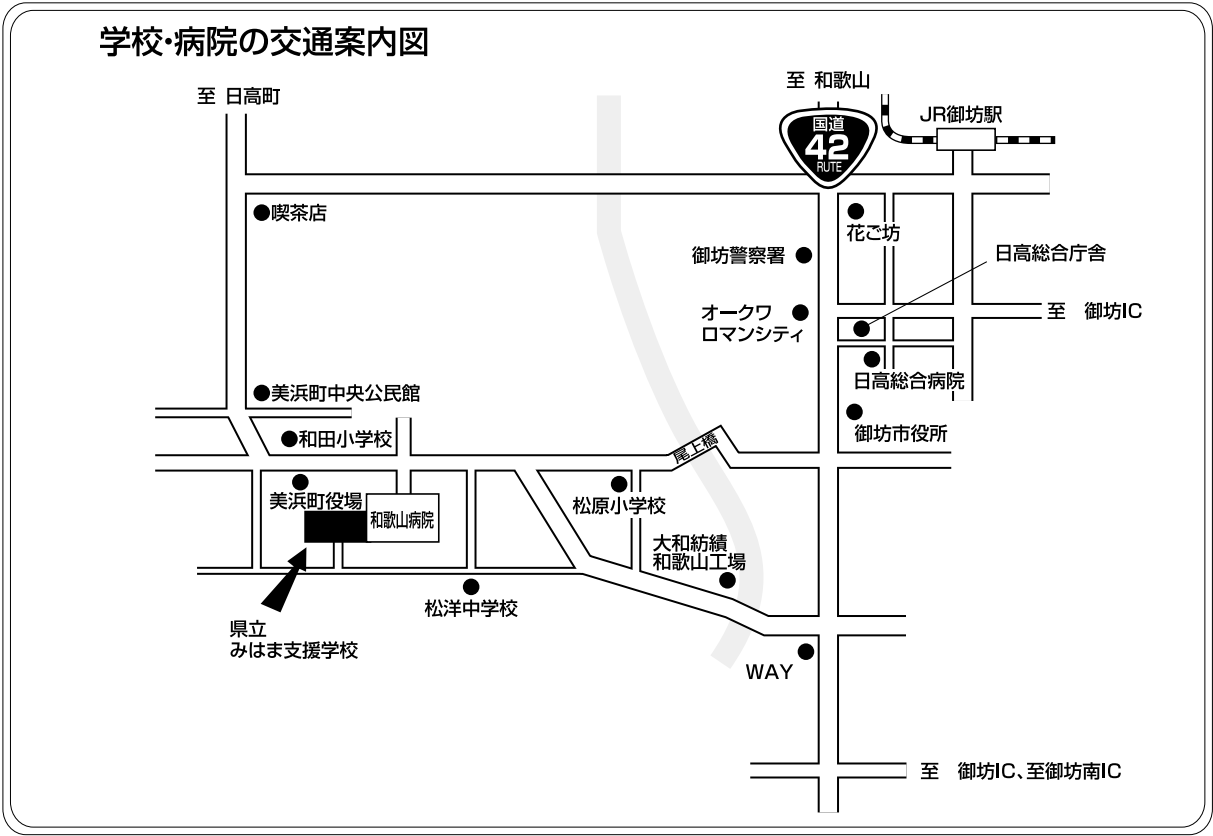 学校・病院の交通案内図
至 和歌山
至 日高町
国道
42
RUTE
JR御坊駅
喫茶店
花ご坊
御坊警察署
日高総合庁舎
オークワ
ロマンシティ
至 御坊IC
日高総合病院
美浜町中央公民館
御坊市役所
和田小学校
尾上橋
美浜町役場
松原小学校
和歌山病院
大和紡績
和歌山工場
松洋中学校
県立
みはま支援学校
WAY
至 御坊IC、至御坊南IC